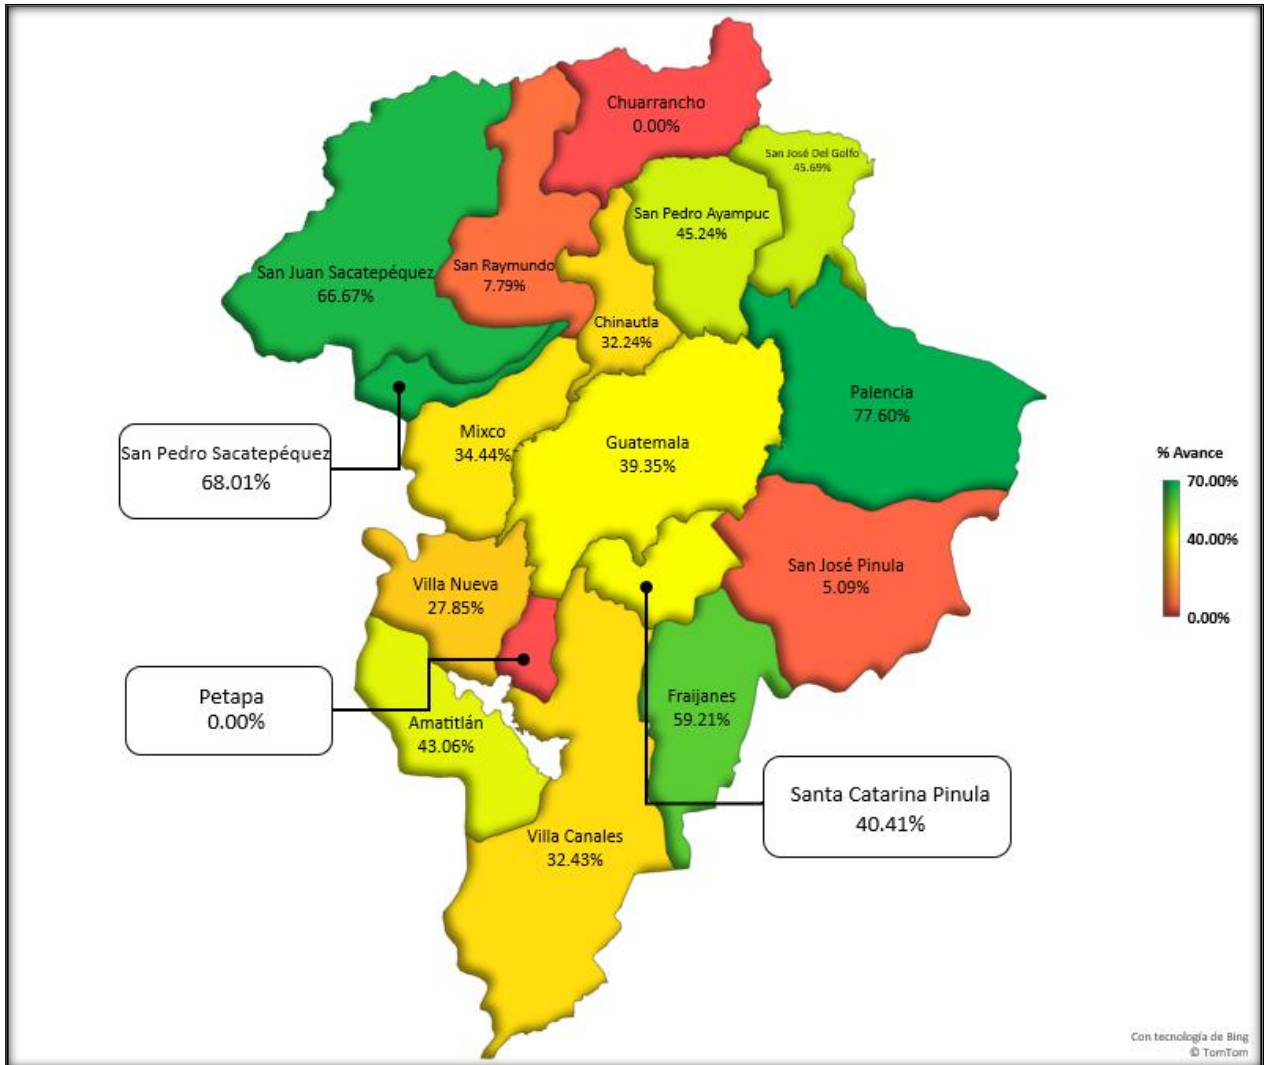 Chuarrancho
0.00%
San José Del Golfo
45.69%
San Pedro Ayampuc
45.24%
San Juan Sacatepéquez
66.67%
San Raymundo
7.79%
Chinautla
32.24%
Palencia
77.60%
San Pedro Sacatepéquez
68.01%
Mixco
34.44%
Guatemala
39.35%
% Avance
70.00%
40.00%
0.00%
San José Pinula
5.09%
Villa Nueva
27.85%
Petapa
0.00%
Amatitlán
43.06%
Fraijanes
59.21%
Santa Catarina Pinula
40.41%
Villa Canales
32.43%
Con tecnología de Bing
© TomTom